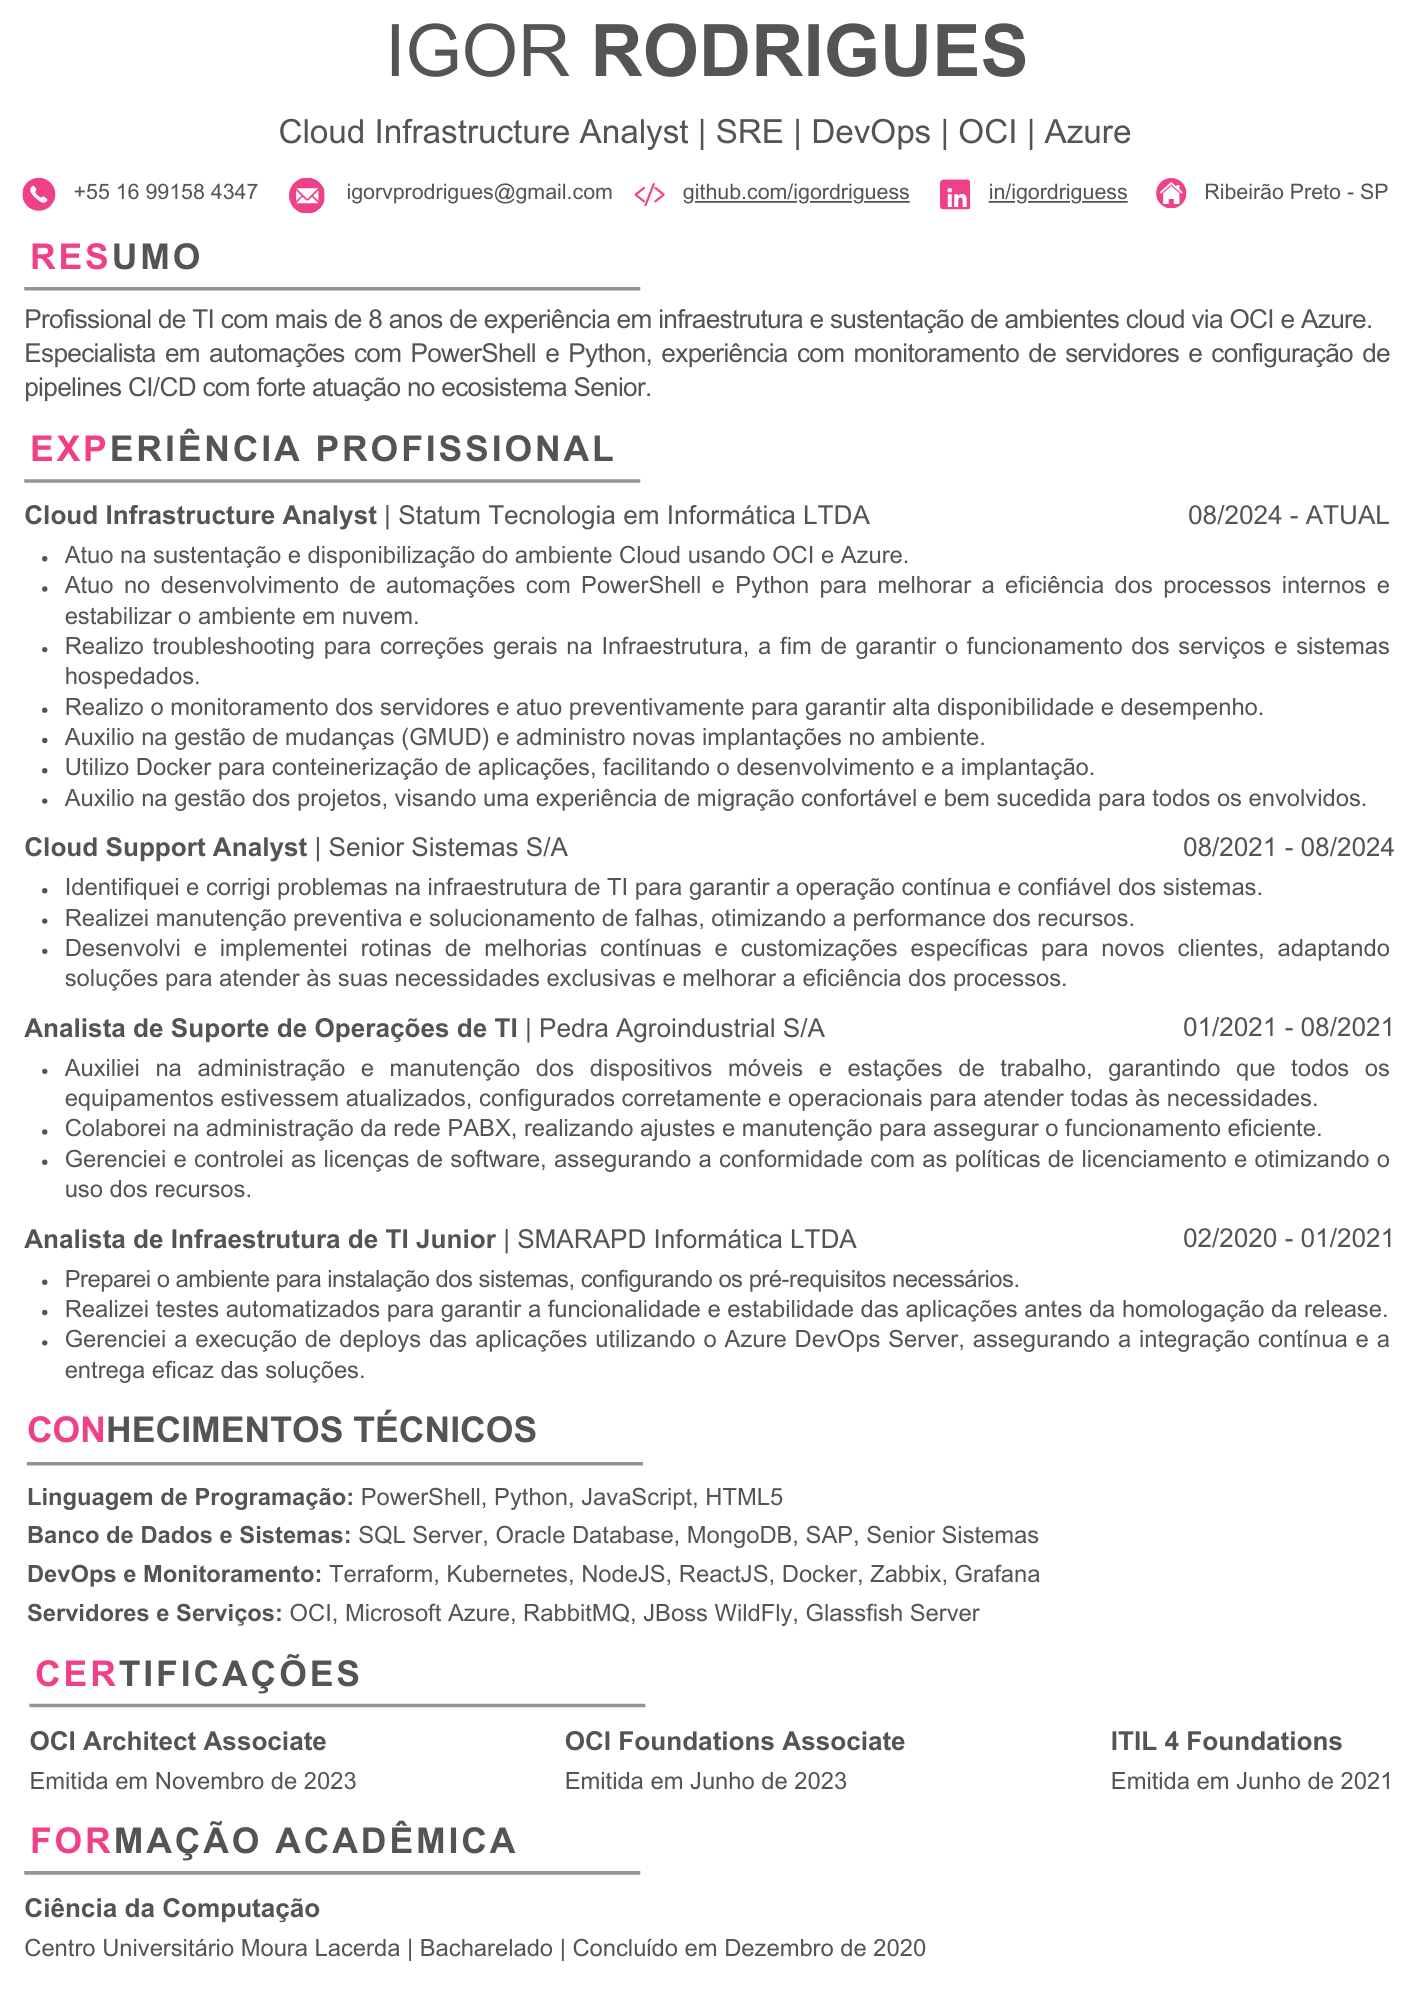 IGOR RODRIGUES
Cloud Infrastructure Analyst | SRE | DevOps | OCI | Azure
+55 16 99158 4347 igorvprodrigues@gmail.com github.com/igordriguess in/igordriguess Ribeirão Preto - SP
RESUMO
Profissional de TI com mais de 8 anos de experiência em infraestrutura e sustentação de ambientes cloud via OCI e Azure.
Especialista em automações com PowerShell e Python, experiência com monitoramento de servidores e configuração de
pipelines CI/CD com forte atuação no ecosistema Senior.
EXPERIÊNCIA PROFISSIONAL
Cloud Infrastructure Analyst | Statum Tecnologia em Informática LTDA 08/2024 - ATUAL
• Atuo na sustentação e disponibilização do ambiente Cloud usando OCI e Azure.
• Atuo no desenvolvimento de automações com PowerShell e Python para melhorar a eficiência dos processos internos e
estabilizar o ambiente em nuvem.
• Realizo troubleshooting para correções gerais na Infraestrutura, a fim de garantir o funcionamento dos serviços e sistemas
hospedados.
• Realizo o monitoramento dos servidores e atuo preventivamente para garantir alta disponibilidade e desempenho.
• Auxilio na gestão de mudanças (GMUD) e administro novas implantações no ambiente.
• Utilizo Docker para conteinerização de aplicações, facilitando o desenvolvimento e a implantação.
• Auxilio na gestão dos projetos, visando uma experiência de migração confortável e bem sucedida para todos os envolvidos.
Cloud Support Analyst | Senior Sistemas S/A 08/2021 - 08/2024
• Identifiquei e corrigi problemas na infraestrutura de TI para garantir a operação contínua e confiável dos sistemas.
• Realizei manutenção preventiva e solucionamento de falhas, otimizando a performance dos recursos.
• Desenvolvi e implementei rotinas de melhorias contínuas e customizações específicas para novos clientes, adaptando
soluções para atender às suas necessidades exclusivas e melhorar a eficiência dos processos.
Analista de Suporte de Operações de TI | Pedra Agroindustrial S/A 01/2021 - 08/2021
• Auxiliei na administração e manutenção dos dispositivos móveis e estações de trabalho, garantindo que todos os
equipamentos estivessem atualizados, configurados corretamente e operacionais para atender todas às necessidades.
• Colaborei na administração da rede PABX, realizando ajustes e manutenção para assegurar o funcionamento eficiente.
• Gerenciei e controlei as licenças de software, assegurando a conformidade com as políticas de licenciamento e otimizando o
uso dos recursos.
Analista de Infraestrutura de TI Junior | SMARAPD Informática LTDA 02/2020 - 01/2021
• Preparei o ambiente para instalação dos sistemas, configurando os pré-requisitos necessários.
• Realizei testes automatizados para garantir a funcionalidade e estabilidade das aplicações antes da homologação da release.
• Gerenciei a execução de deploys das aplicações utilizando o Azure DevOps Server, assegurando a integração contínua e a
entrega eficaz das soluções.
CONHECIMENTOS TÉCNICOS
Linguagem de Programação: PowerShell, Python, JavaScript, HTML5
Banco de Dados e Sistemas: SQL Server, Oracle Database, MongoDB, SAP, Senior Sistemas
DevOps e Monitoramento: Terraform, Kubernetes, NodeJS, ReactJS, Docker, Zabbix, Grafana
Servidores e Serviços: OCI, Microsoft Azure, RabbitMQ, JBoss WildFly, Glassfish Server
CERTIFICAÇÕES
OCI Architect Associate OCI Foundations Associate ITIL 4 Foundations
Emitida em Novembro de 2023 Emitida em Junho de 2023 Emitida em Junho de 2021
FORMAÇÃO ACADÊMICA
Ciência da Computação
Centro Universitário Moura Lacerda | Bacharelado | Concluído em Dezembro de 2020